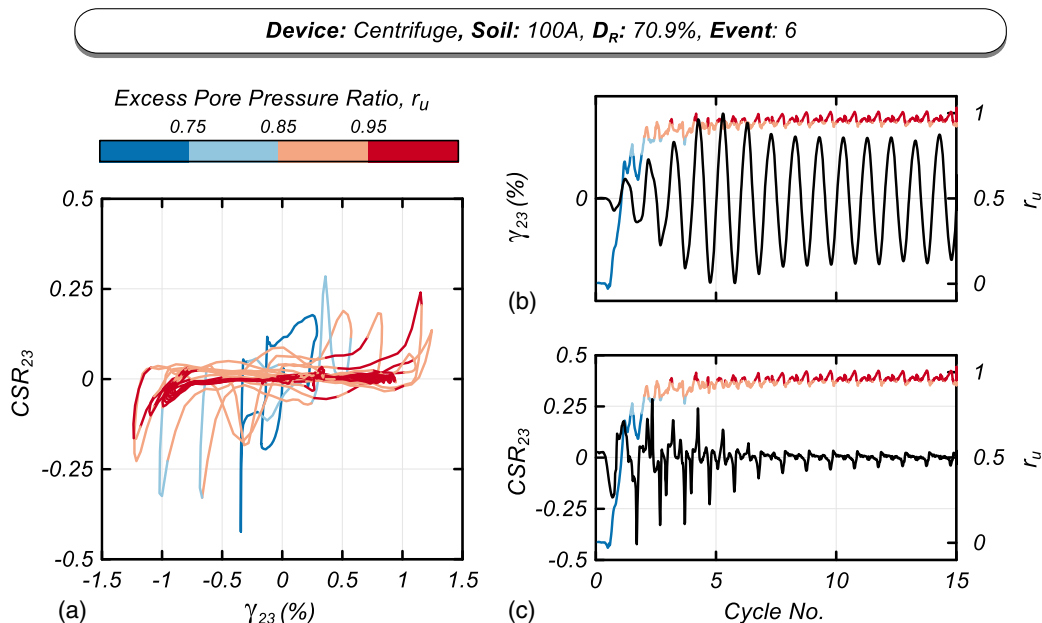 Device: Centrifuge, Soil: 100A, DR: 70.9%, Event: 6
Excess Pore Pressure Ratio, ru
0.75 0.85 0.95
0.5
0.25
0
-0.25
-0.5
CSR23
-1.5 -1 -0.5 0 0.5 1 1.5
(a) γ23 (%)
γ23 (%)
0
1
0.5
0
ru
(b)
0.5
0.25
0
-0.25
-0.5
CSR23
1
0.5
0
ru
0 5 10 15
(c) Cycle No.